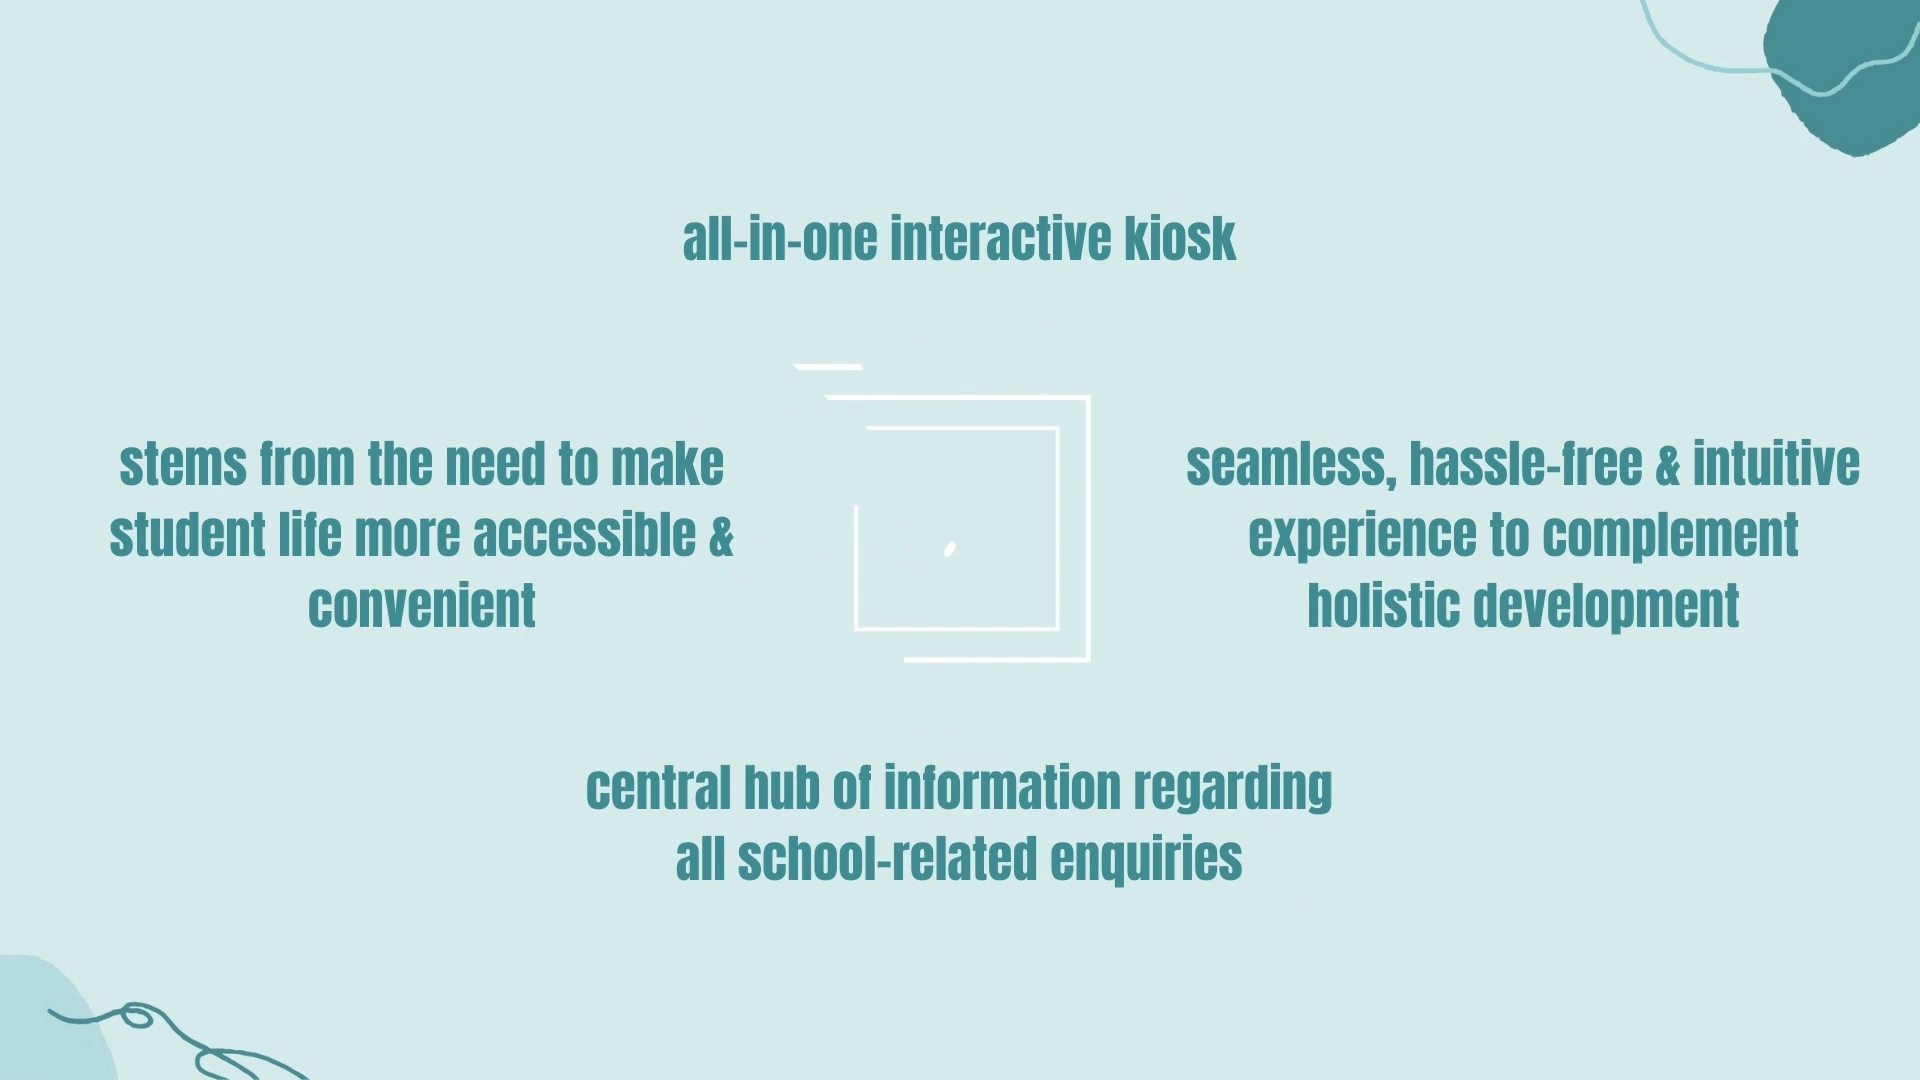 all-in-one interactive kiosk
stems from the need to make
student life more accessible &
convenient
seamless, hassle-free & intuitive
experience to complement
holistic development
central hub of information regarding
all school-related enquiries